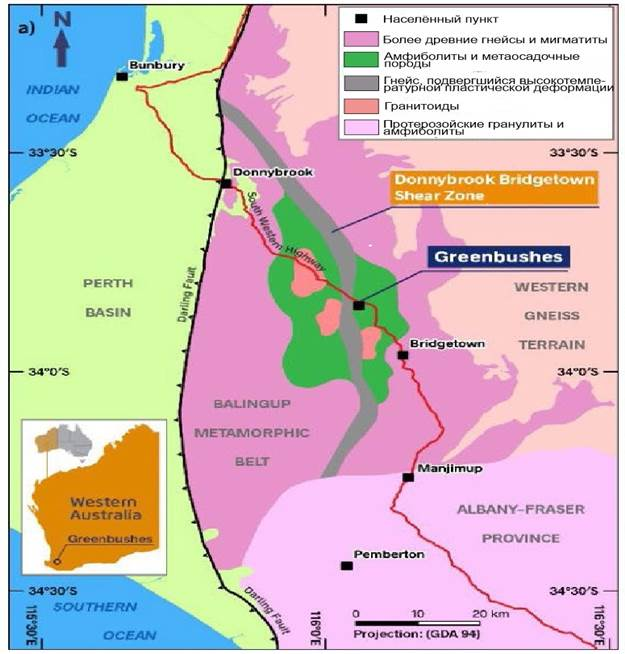 а)
N
Населённый пункт
Более древние гнейсы и мигматиты
Амфиболиты и метаосадочные
породы
Гнейс, подвергшийся высокотемпе-
ратурной пластической деформации
Гранитоиды
Протерозойские гранулиты и
амфиболиты
Bunbury
INDIAN
OCEAN
33°30'S
33°30'S
Donnybrook
Donnybrook Bridgetown
Shear Zone
South Western Highway
Greenbushes
PERTH
BASIN
Darling Fault
WESTERN
GNEISS
TERRAIN
Bridgetown
34°0'S
34°0'S
BALINGUP
METAMORPHIC
BELT
Manjimup
Western
Australia
Greenbushes
ALBANY–FRASER
PROVINCE
Pemberton
34°30'S
34°30'S
Darling Fault
SOUTHERN
OCEAN
0 10 20 km
Projection: (GDA 94)
115°30'E
116°0'E
116°30'E